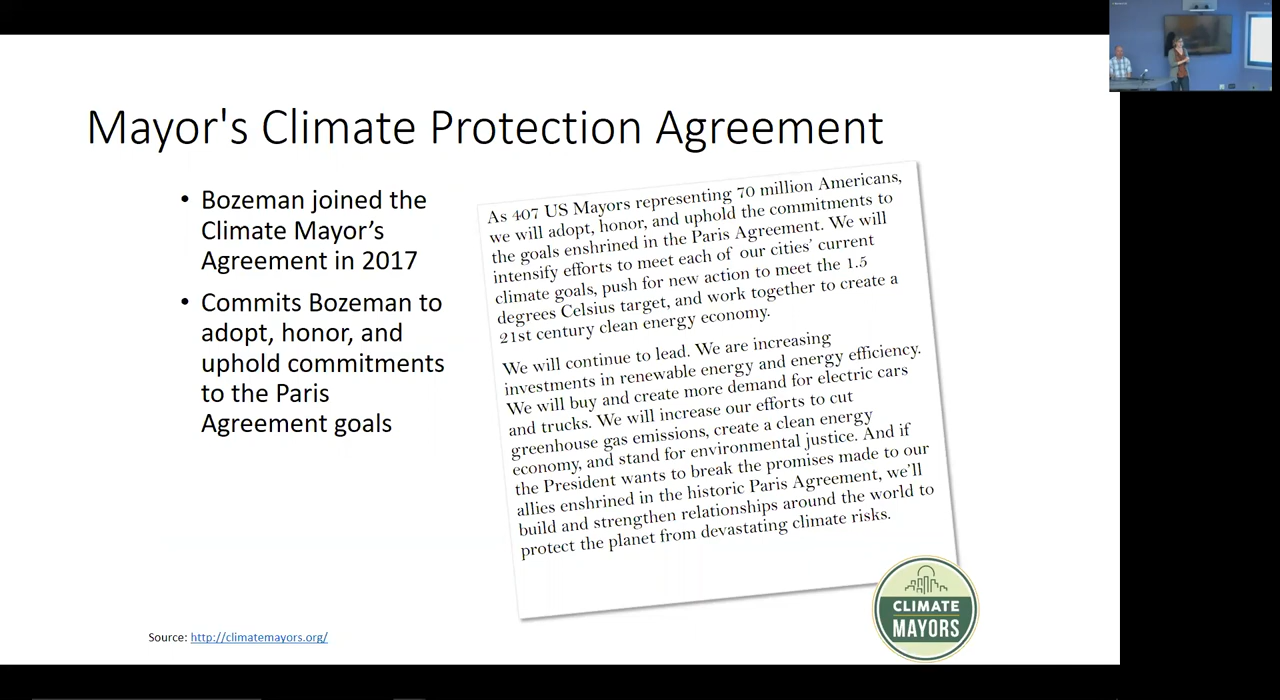 Mayor's Climate Protection Agreement
• Bozeman joined the
Climate Mayor's
Agreement in 2017
• Commits Bozeman to
adopt, honor, and
uphold commitments
to the Paris
Agreement goals
As 407 US Mayors representing 70 million Americans,
we will adopt, honor, and uphold the commitments to
the goals enshrined in the Paris Agreement. We will
intensify efforts to meet each of our cities' current
climate goals, push for new action to meet the 1.5
degrees Celsius target, and work together to create a
21st century clean energy economy.
We will continue to lead. We are increasing
investments in renewable energy and energy efficiency.
We will buy and create more demand for electric cars
and trucks. We will increase our efforts to cut
greenhouse gas emissions, create a clean energy
economy, and stand for environmental justice. And if
the President wants to break the promises made to our
allies enshrined in the historic Paris Agreement, we'll
build and strengthen relationships around the world to
protect the planet from devastating climate risks.
CLIMATE
MAYORS
Source: http://climatemayors.org/